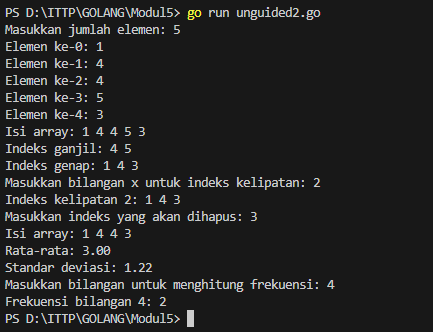 PS D:\ITTP\GOLANG\Modul5> go run unguided2.go
Masukkan jumlah elemen: 5
Elemen ke-0: 1
Elemen ke-1: 4
Elemen ke-2: 4
Elemen ke-3: 5
Elemen ke-4: 3
Isi array: 1 4 4 5 3
Indeks ganjil: 4 5
Indeks genap: 1 4 3
Masukkan bilangan x untuk indeks kelipatan: 2
Indeks kelipatan 2: 1 4 3
Masukkan indeks yang akan dihapus: 3
Isi array: 1 4 4 3
Rata-rata: 3.00
Standar deviasi: 1.22
Masukkan bilangan untuk menghitung frekuensi: 4
Frekuensi bilangan 4: 2
PS D:\ITTP\GOLANG\Modul5>